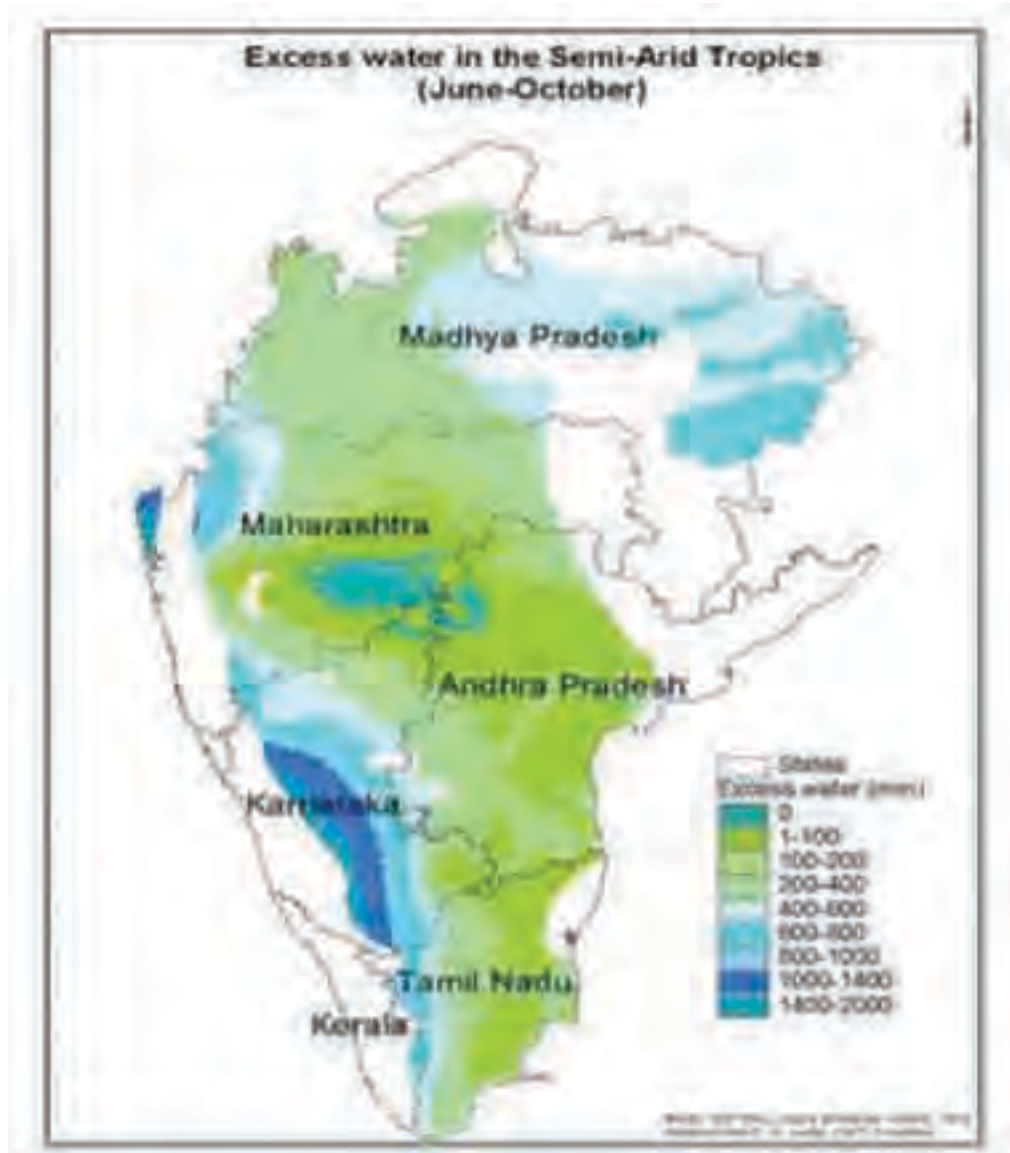 Excess water in the Semi-Arid Tropics
(June-October)
Madhya Pradesh
Maharashtra
Andhra Pradesh
Karnataka
Tamil Nadu
Kerala
States
Excess water (mm)
0
1-100
100-200
200-400
400-600
600-800
800-1000
1000-1400
1400-2000